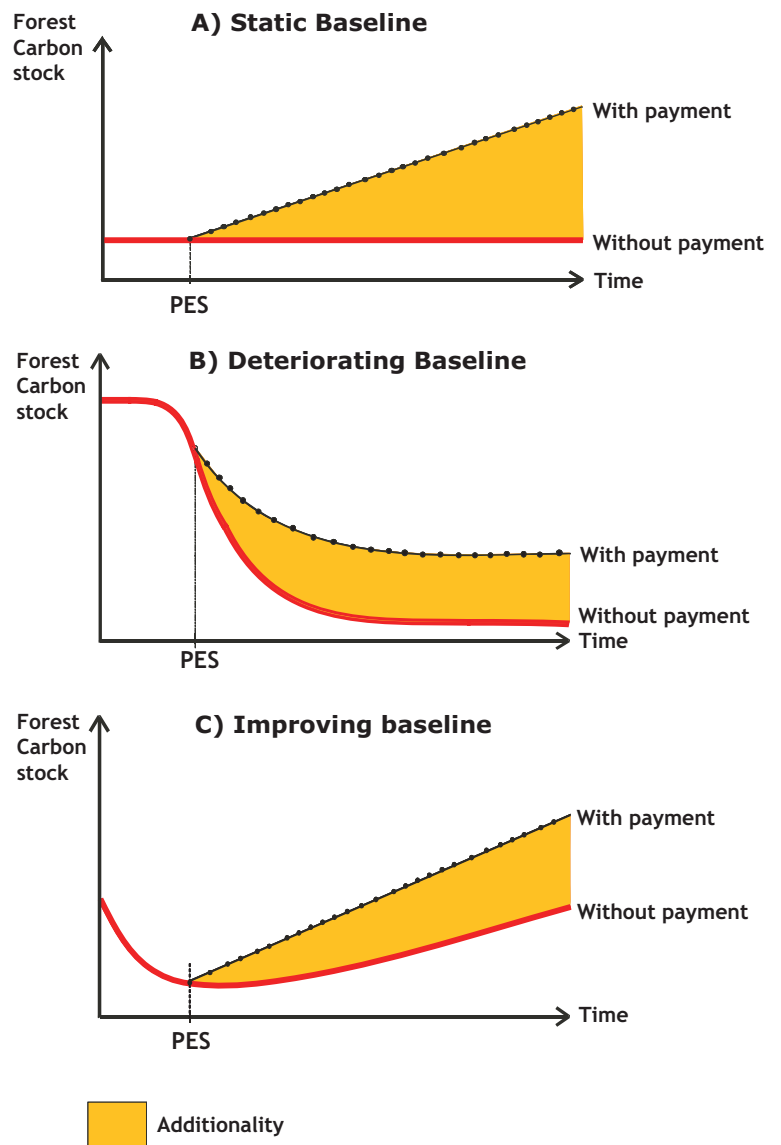 A) Static Baseline
Forest
Carbon
stock
With payment
Without payment
Time
PES
B) Deteriorating Baseline
Forest
Carbon
stock
With payment
Without payment
Time
PES
C) Improving baseline
Forest
Carbon
stock
With payment
Without payment
Time
PES
Additionality